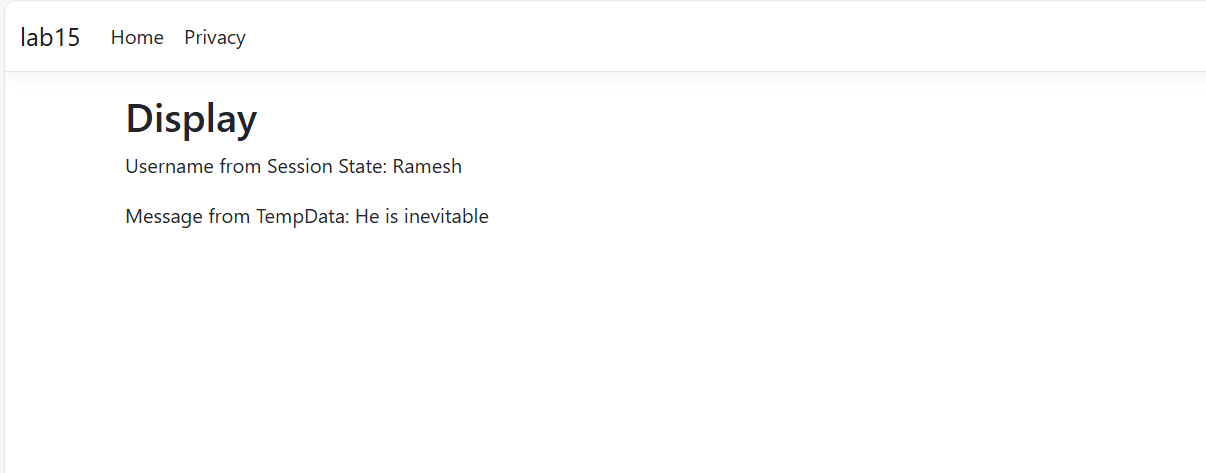 lab15 Home Privacy
Display
Username from Session State: Ramesh
Message from TempData: He is inevitable